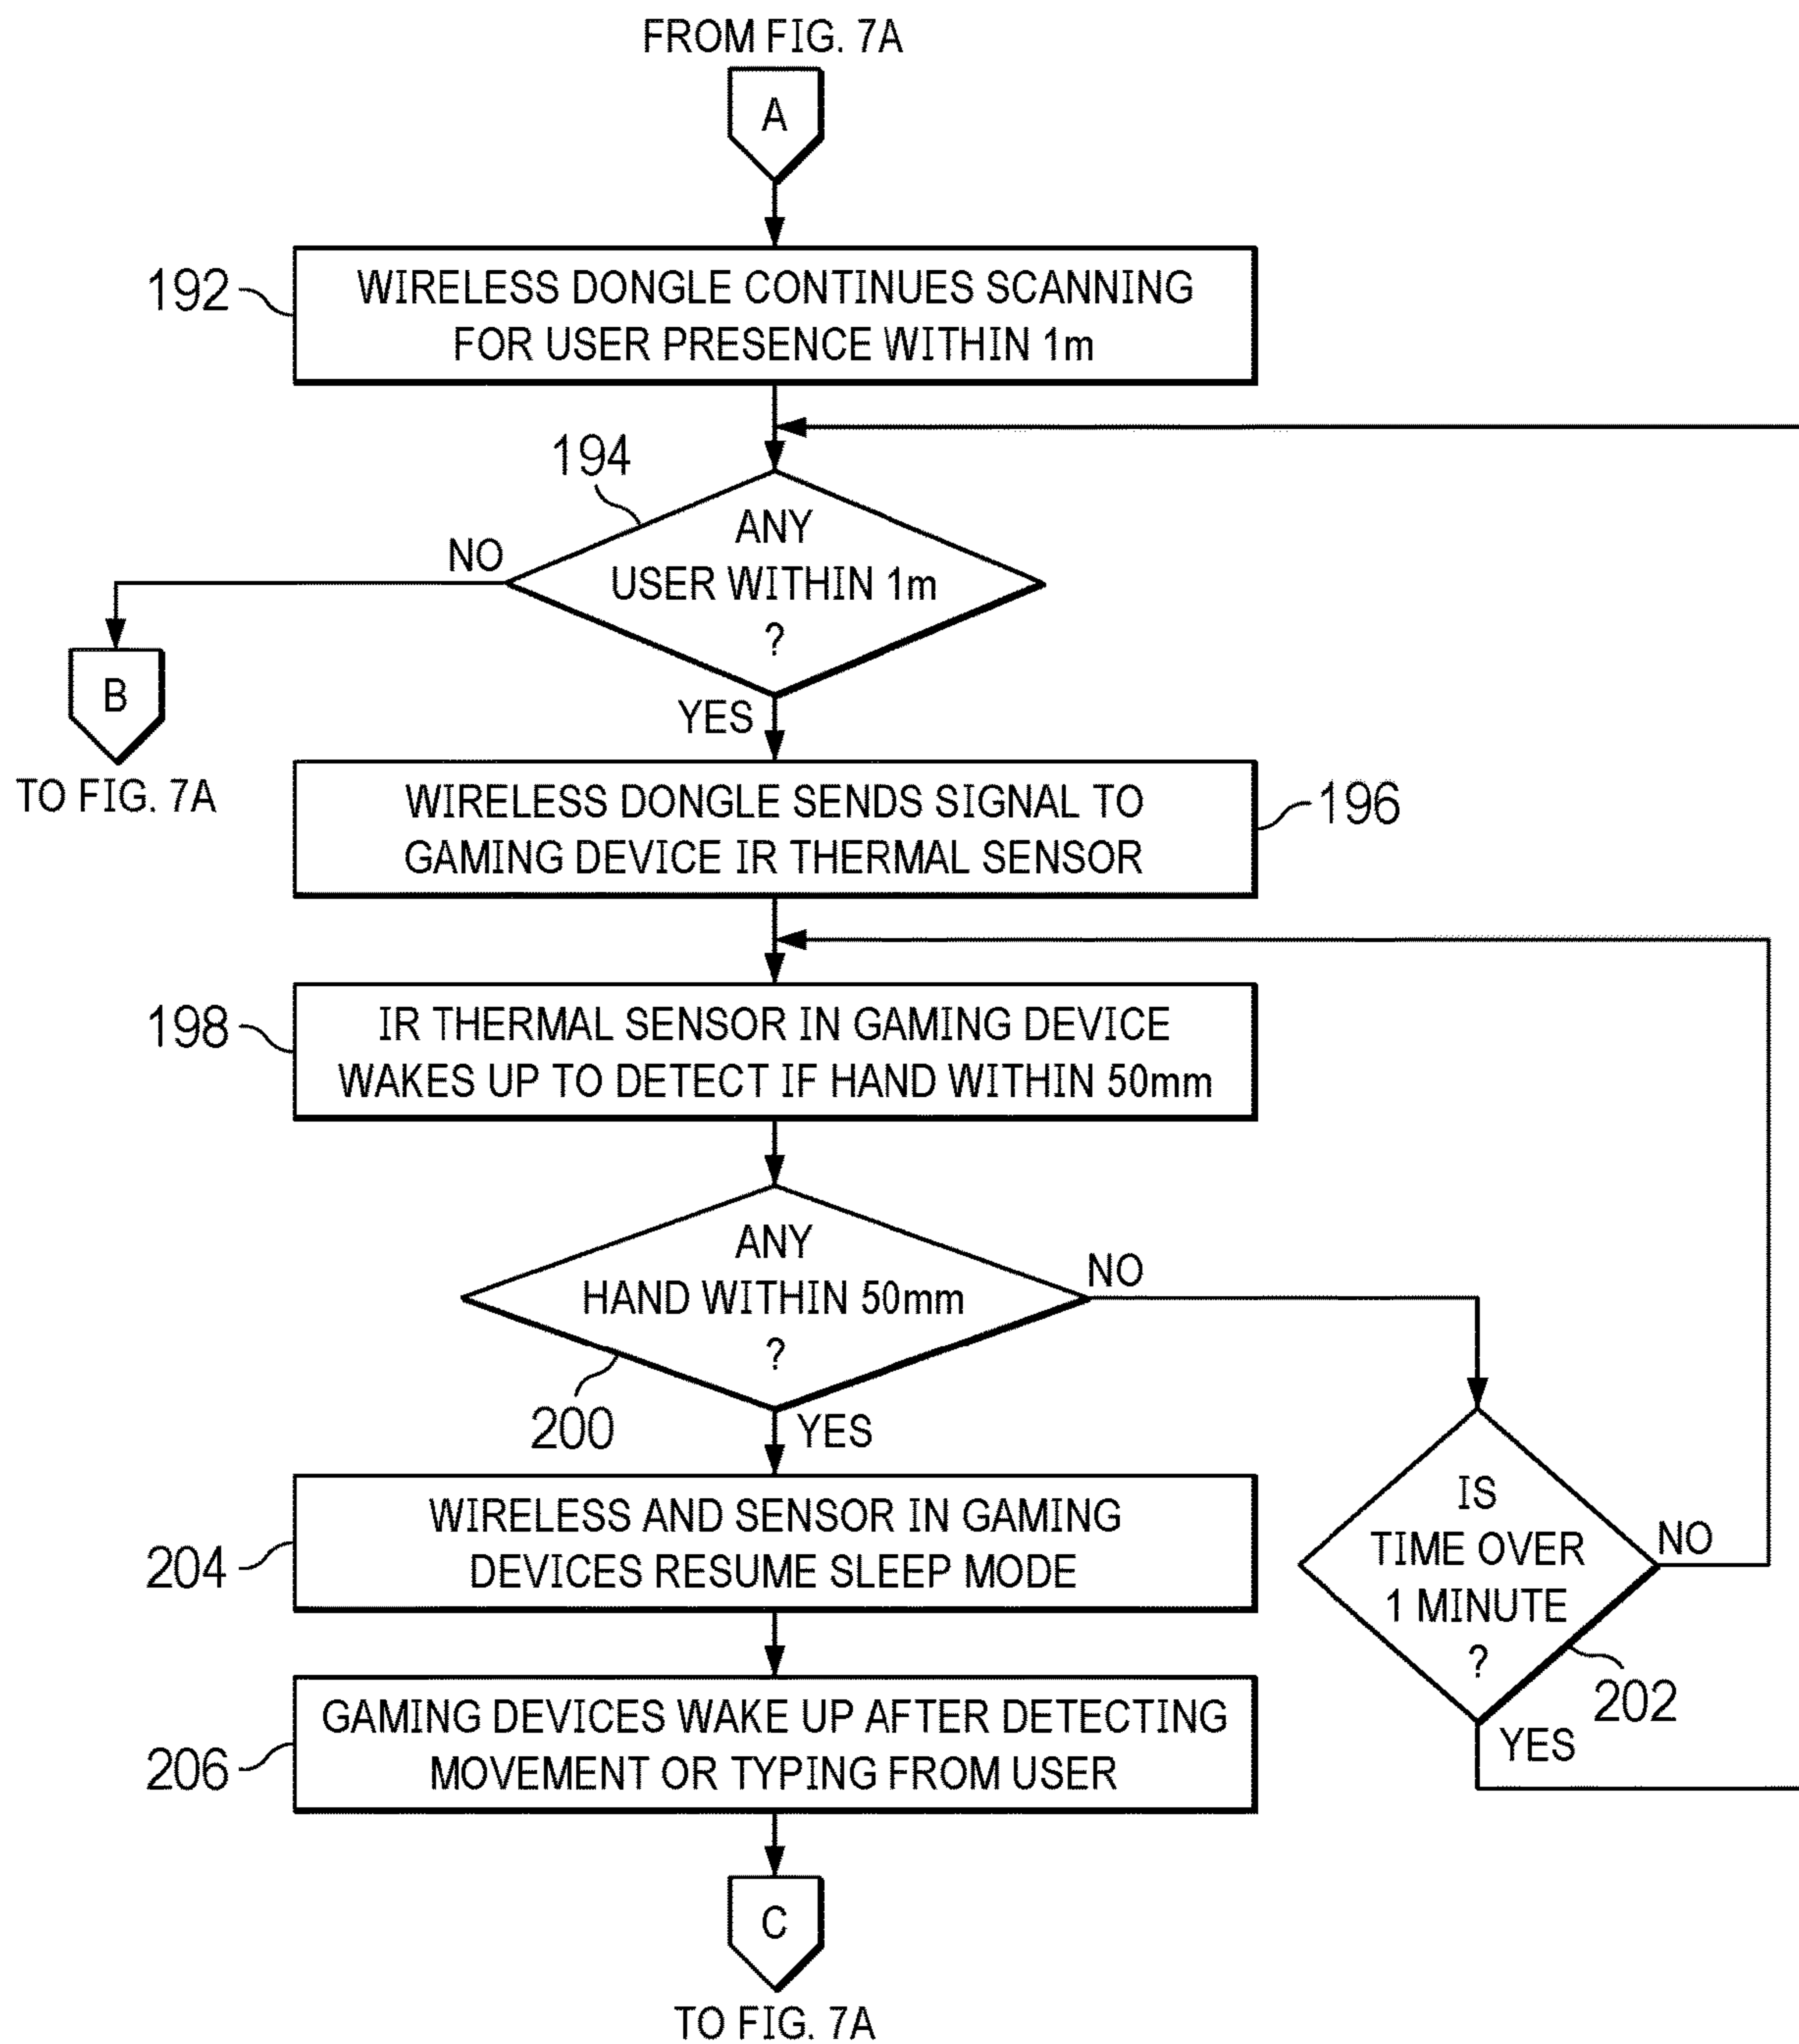 FROM FIG. 7A
A
192
WIRELESS DONGLE CONTINUES SCANNING
FOR USER PRESENCE WITHIN 1m
194
ANY
USER WITHIN 1m
?
NO
B
TO FIG. 7A
YES
WIRELESS DONGLE SENDS SIGNAL TO
GAMING DEVICE IR THERMAL SENSOR
196
198
IR THERMAL SENSOR IN GAMING DEVICE
WAKES UP TO DETECT IF HAND WITHIN 50mm
ANY
HAND WITHIN 50mm
?
NO
200
YES
IS
TIME OVER
1 MINUTE
?
NO
202
YES
204
WIRELESS AND SENSOR IN GAMING
DEVICES RESUME SLEEP MODE
206
GAMING DEVICES WAKE UP AFTER DETECTING
MOVEMENT OR TYPING FROM USER
C
TO FIG. 7A